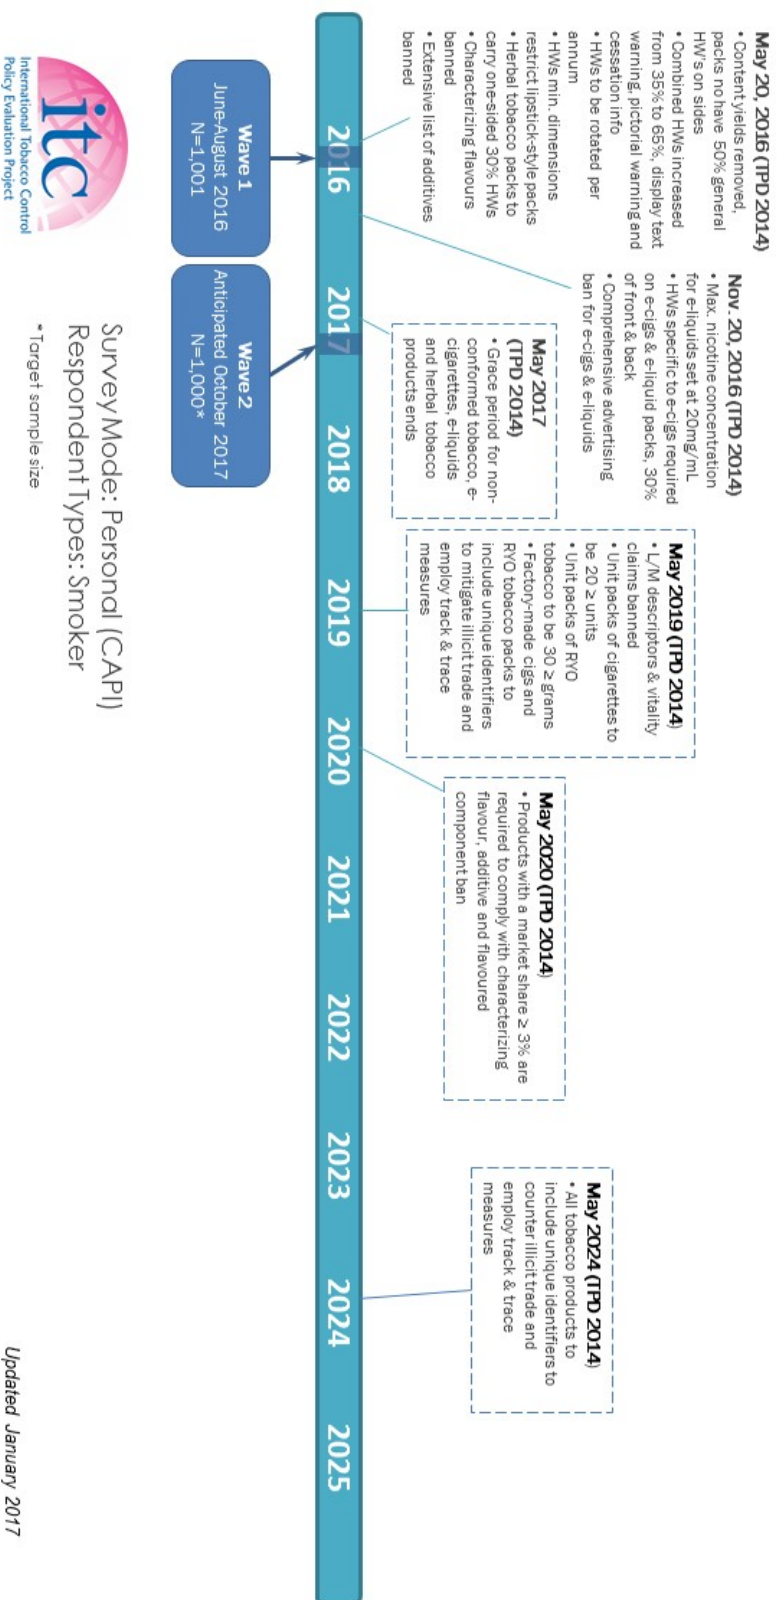 May 20, 2016 (TPD 2014)
• Content yields removed,
packs no have 50% general
HW's on sides
• Combined HWs increased
from 35% to 65%, display text
warning, pictorial warning and
cessation info
• HWs to be rotated per
annum
• HWs min. dimensions
restrict lipstick-style packs
• Herbal tobacco packs to
carry one-sided 30% HWs
• Characterizing flavours
banned
• Extensive list of additives
banned
Nov. 20, 2016 (TPD 2014)
• Max. nicotine concentration
for e-liquids set at 20mg/mL
• HWs specific to e-cigs required
on e-cigs & e-liquid packs, 30%
of front & back
• Comprehensive advertising
ban for e-cigs & e-liquids
May 2017
(TPD 2014)
• Grace period for non-
conformed tobacco, e-
cigarettes, e-liquids
and herbal tobacco
products ends
May 2019 (TPD 2014)
• L/M descriptors & vitality
claims banned
• Unit packs of cigarettes to
be 20 ≥ units
• Unit packs of RYO
tobacco to be 30 ≥ grams
• Factory-made cigs and
RYO tobacco packs to
include unique identifiers
to mitigate illicit trade and
employ track & trace
measures
May 2020 (TPD 2014)
• Products with a market share ≥ 3% are
required to comply with characterizing
flavour, additive and flavoured
component ban
May 2024 (TPD 2014)
• All tobacco products to
include unique identifiers to
counter illicit trade and
employ track & trace
measures
2016 2017 2018 2019 2020 2021 2022 2023 2024 2025
Wave 1
June-August 2016
N=1,001
Wave 2
Anticipated October 2017
N=1,000*
Survey Mode: Personal (CAPI)
Respondent Types: Smoker
*Target sample size
itc
International Tobacco Control
Policy Evaluation Project
Updated January 2017